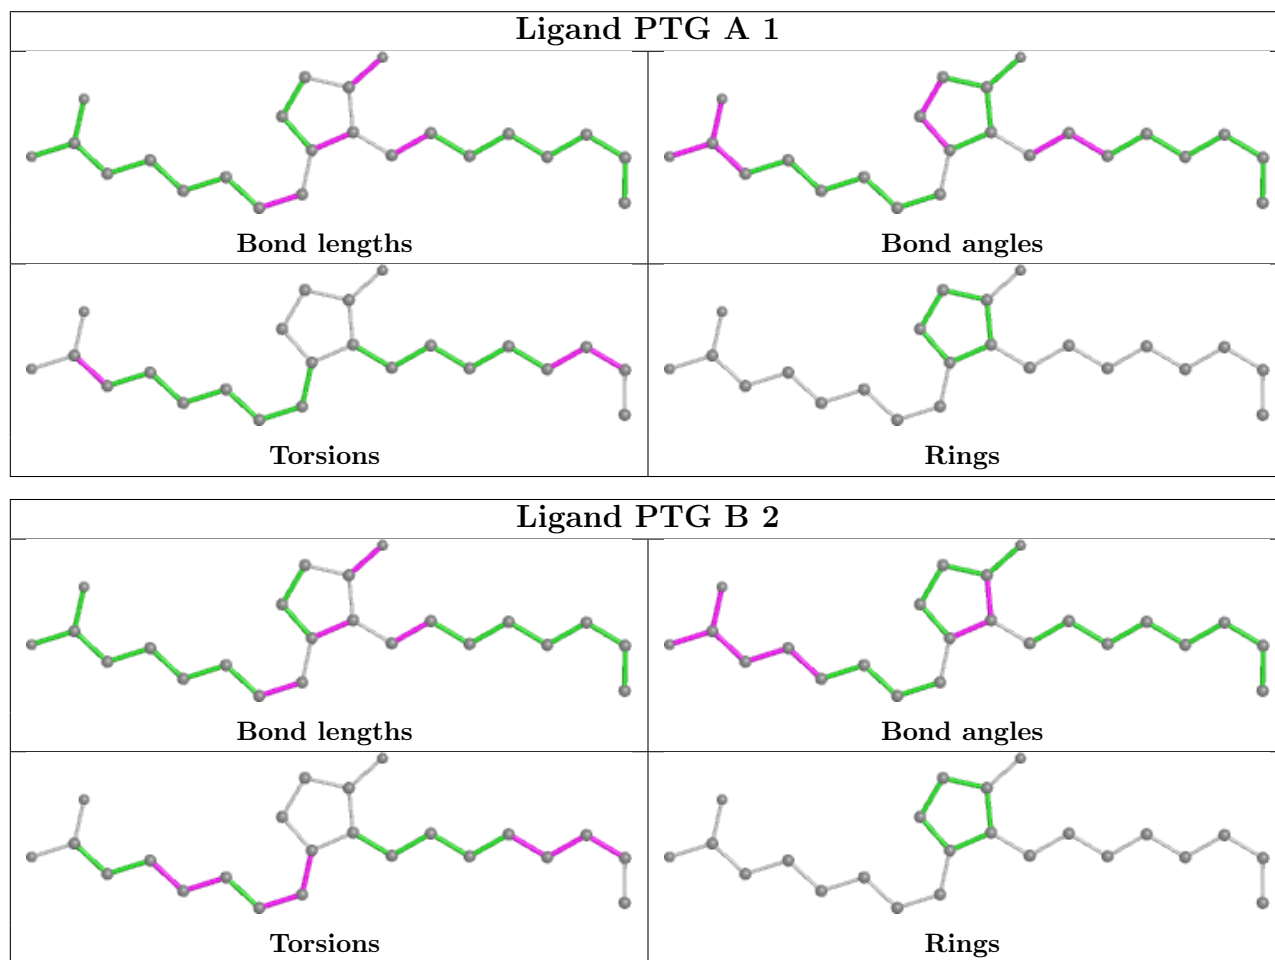 Ligand PTG A 1
Bond lengths
Bond angles
Torsions
Rings
Ligand PTG B 2
Bond lengths
Bond angles
Torsions
Rings